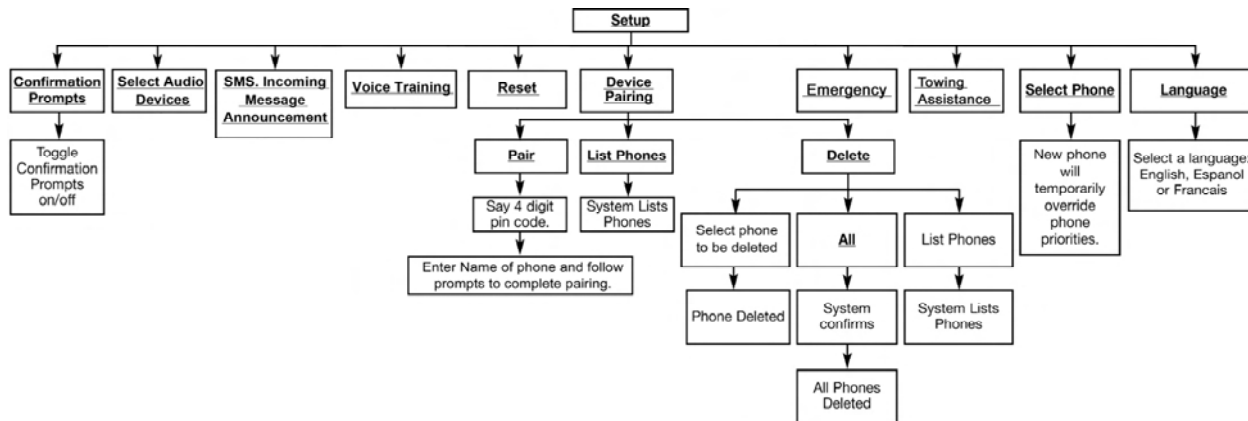 Setup
Confirmation
Prompts
Select Audio
Devices
SMS. Incoming
Message
Announcement
Voice Training
Reset
Device
Pairing
Emergency
Towing
Assistance
Select Phone
Language
Toggle
Confirmation
Prompts
on/off
Pair
List Phones
Delete
New phone
will
temporarily
override
phone
priorities.
Select a language:
English, Espanol
or Francais
Say 4 digit
pin code.
System Lists
Phones
Select phone
to be deleted
All
List Phones
Enter Name of phone and follow
prompts to complete pairing.
Phone Deleted
System
confirms
System Lists
Phones
All Phones
Deleted